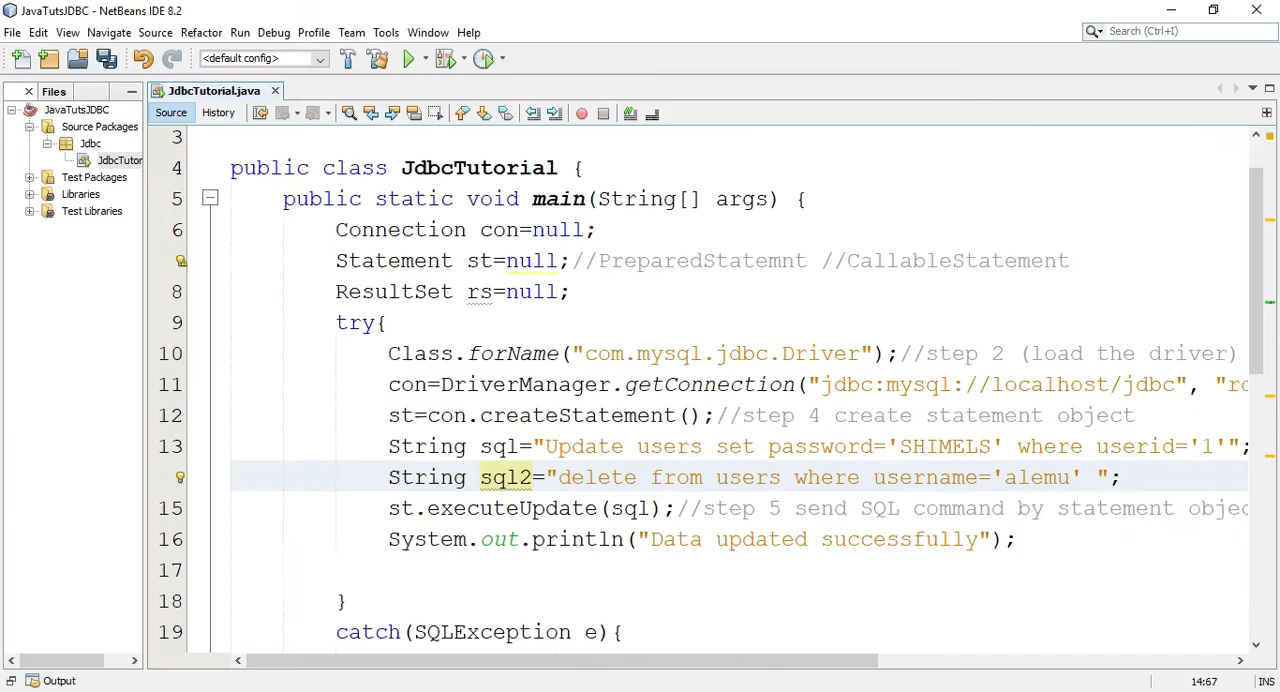 JavaTutsJDBC - NetBeans IDE 8.2
File Edit View Navigate Source Refactor Run Debug Profile Team Tools Window Help
Search (Ctrl+I)
<default config>
Files
JdbcTutorial.java
JavaTutsJDBC
Source Packages
Jdbc
JdbcTutor
Test Packages
Libraries
Test Libraries
Source History
3
4 public class JdbcTutorial {
5 public static void main(String[] args) {
6 Connection con=null;
Statement st=null;//PreparedStatemnt //CallableStatement
8 ResultSet rs=null;
9 try{
10 Class.forName("com.mysql.jdbc.Driver");//step 2 (load the driver)
11 con=DriverManager.getConnection("jdbc:mysql://localhost/jdbc", "ro
12 st=con.createStatement();//step 4 create statement object
13 String sql="Update users set password='SHIMELS' where userid='1'";
String sql2="delete from users where username='alemu' ";
15 st.executeUpdate(sql);//step 5 send SQL command by statement objec
16 System.out.println("Data updated successfully");
17
18 }
19 catch(SQLException e){
Output
14:67 INS